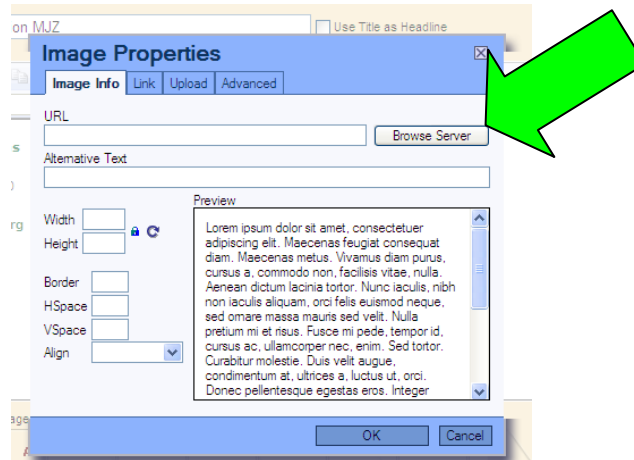 on MJZ
Use Title as Headline
Image Properties
Image Info Link Upload Advanced
URL
Browse Server
Alternative Text
Preview
Width
Height
Border
HSpace
VSpace
Align
Lorem ipsum dolor sit amet, consectetuer
adipiscing elit. Maecenas feugiat consequat
diam. Maecenas metus. Vivamus diam purus,
cursus a, commodo non, facilisis vitae, nulla.
Aenean dictum lacinia tortor. Nunc iaculis, nibh
non iaculis aliquam, orci felis euismod neque,
sed ornare massa mauris sed velit. Nulla
pretium mi et risus. Fusce mi pede, tempor id,
cursus ac, ullamcorper nec, enim. Sed tortor.
Curabitur molestie. Duis velit augue,
condimentum at, ultrices a, luctus ut, orci.
Donec pellentesque egestas eros. Integer
OK Cancel